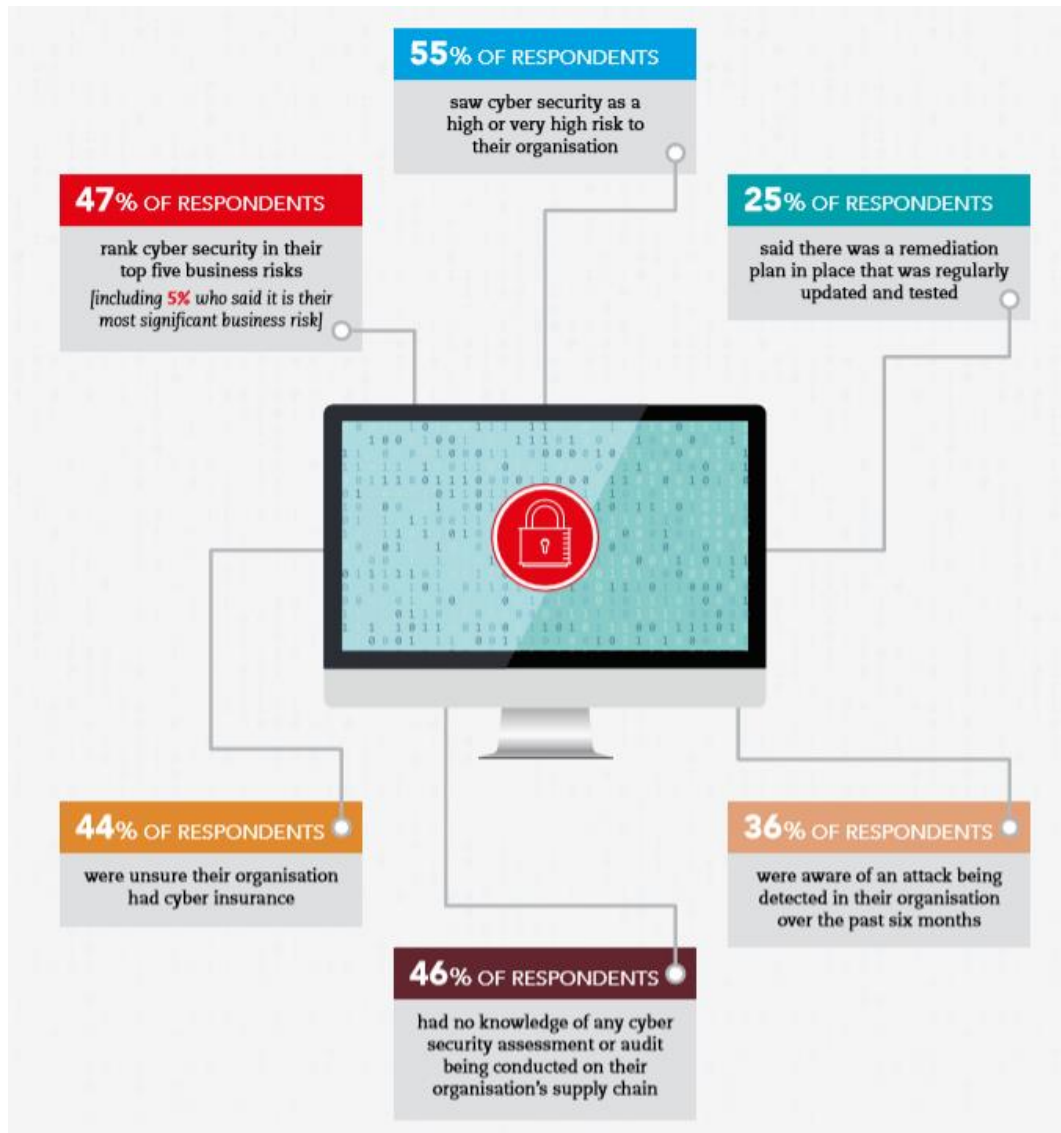 55% OF RESPONDENTS
saw cyber security as a
high or very high risk to
their organisation
47% OF RESPONDENTS
rank cyber security in their
top five business risks
[including 5% who said it is their
most significant business risk]
25% OF RESPONDENTS
said there was a remediation
plan in place that was regularly
updated and tested
44% OF RESPONDENTS
were unsure their organisation
had cyber insurance
36% OF RESPONDENTS
were aware of an attack being
detected in their organisation
over the past six months
46% OF RESPONDENTS
had no knowledge of any cyber
security assessment or audit
being conducted on their
organisation's supply chain